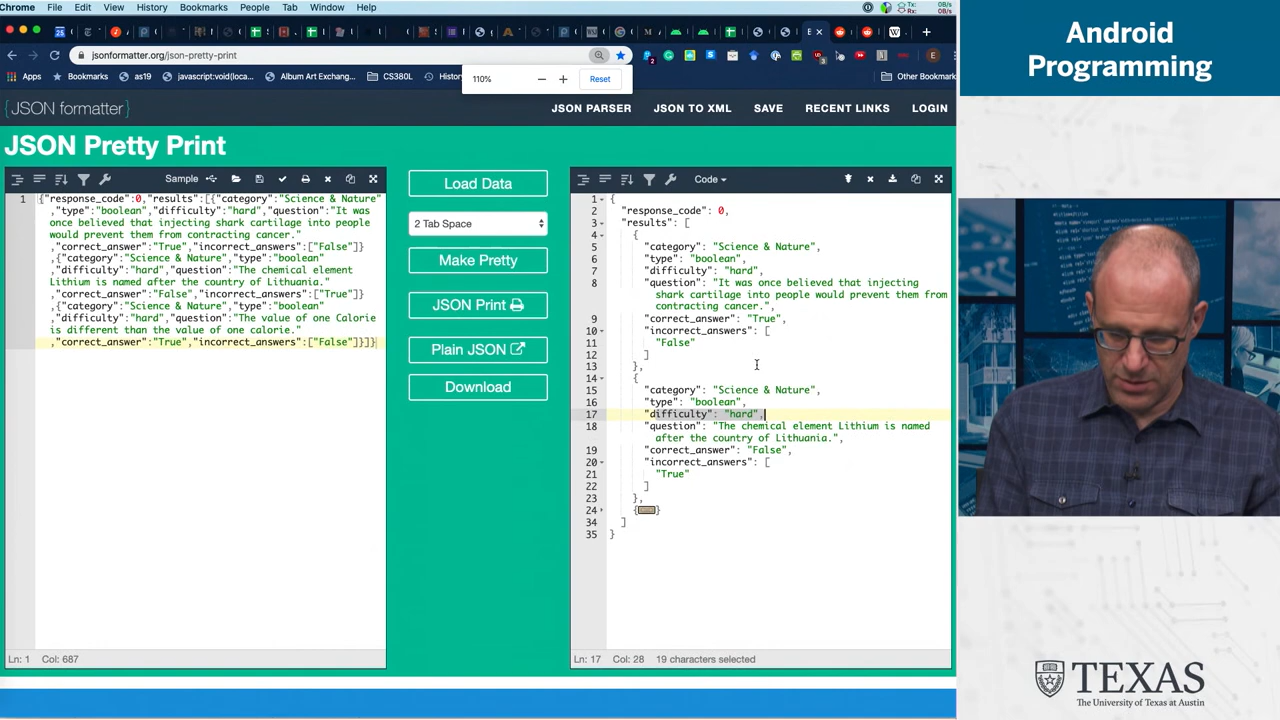 Chrome File Edit View History Bookmarks People Tab Window Help
jsonformatter.org/json-pretty-print
Apps Bookmarks as19 javascript:void(loca... Album Art Exchang... CS380L History Other Bookmarks
110% Reset
{JSON formatter} JSON PARSER JSON TO XML SAVE RECENT LINKS LOGIN
JSON Pretty Print
Sample
1 {"response_code":0,"results":[{"category":"Science & Nature"
,"type":"boolean","difficulty":"hard","question":"It was
once believed that injecting shark cartilage into people
would prevent them from contracting cancer."
,"correct_answer":"True","incorrect_answers":["False"]}
,{"category":"Science & Nature","type":"boolean"
,"difficulty":"hard","question":"The chemical element
Lithium is named after the country of Lithuania."
,"correct_answer":"False","incorrect_answers":["True"]}
,{"category":"Science & Nature","type":"boolean"
,"difficulty":"hard","question":"The value of one Calorie
is different than the value of one calorie."
,"correct_answer":"True","incorrect_answers":["False"]}]}
Ln: 1 Col: 687
Load Data
2 Tab Space
Make Pretty
JSON Print
Plain JSON
Download
Code
1 {
2 "response_code": 0,
3 "results": [
4 {
5 "category": "Science & Nature",
6 "type": "boolean",
7 "difficulty": "hard",
8 "question": "It was once believed that injecting
shark cartilage into people would prevent them from
contracting cancer.",
9 "correct_answer": "True",
10 "incorrect_answers": [
11 "False"
12 ]
13 },
14 {
15 "category": "Science & Nature",
16 "type": "boolean",
17 "difficulty": "hard",
18 "question": "The chemical element Lithium is named
after the country of Lithuania.",
19 "correct_answer": "False",
20 "incorrect_answers": [
21 "True"
22 ]
23 },
24 {...}
34 ]
35 }
Ln: 17 Col: 28 19 characters selected
Android
Programming
TEXAS
The University of Texas at Austin